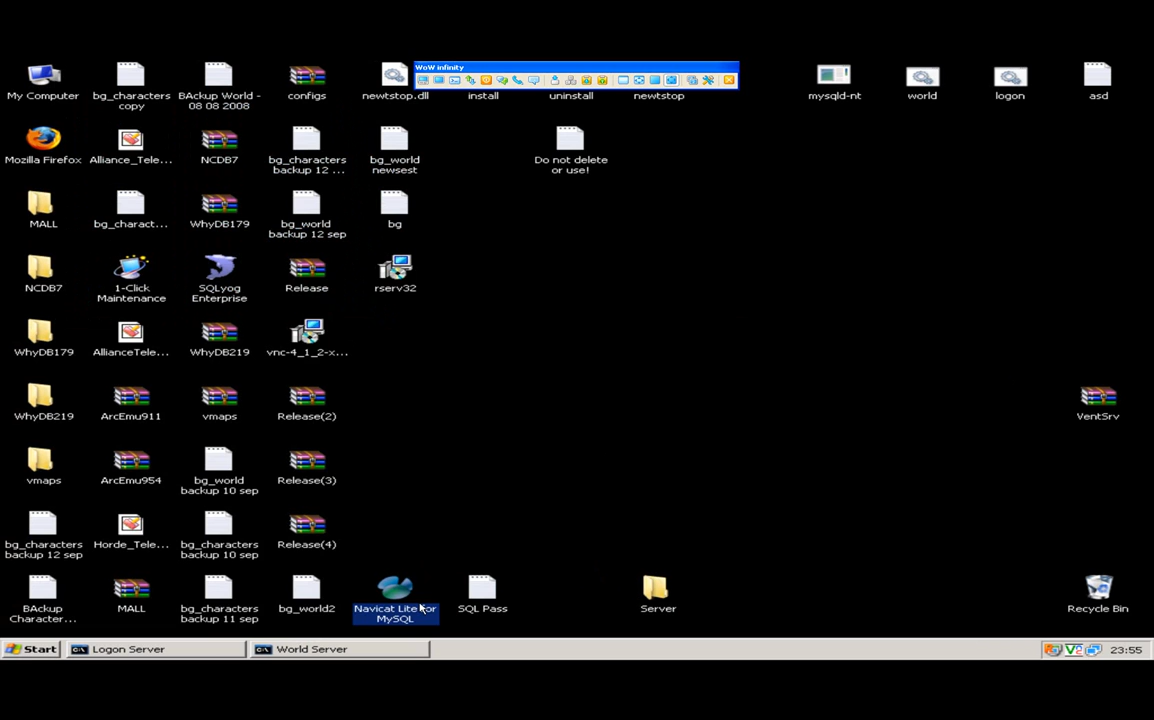 WoW infinity
My Computer
bg_characters
copy
BAckup World -
08 08 2008
configs
newtstop.dll
install
uninstall
newtstop
mysqld-nt
world
logon
asd
Mozilla Firefox
Alliance_Tele...
NCDB7
bg_characters
backup 12 ...
bg_world
newsest
Do not delete
or use!
MALL
bg_charact...
WhyDB179
bg_world
backup 12 sep
bg
NCDB7
1-Click
Maintenance
SQLyog
Enterprise
Release
rserv32
WhyDB179
AllianceTele...
WhyDB219
vnc-4_1_2-x...
WhyDB219
ArcEmu911
vmaps
Release(2)
VentSrv
vmaps
ArcEmu954
bg_world
backup 10 sep
Release(3)
bg_characters
backup 12 sep
Horde_Tele...
bg_characters
backup 10 sep
Release(4)
BAckup
Character...
MALL
bg_characters
backup 11 sep
bg_world2
Navicat Lite for
MySQL
SQL Pass
Server
Recycle Bin
Start
Logon Server
World Server
23:55